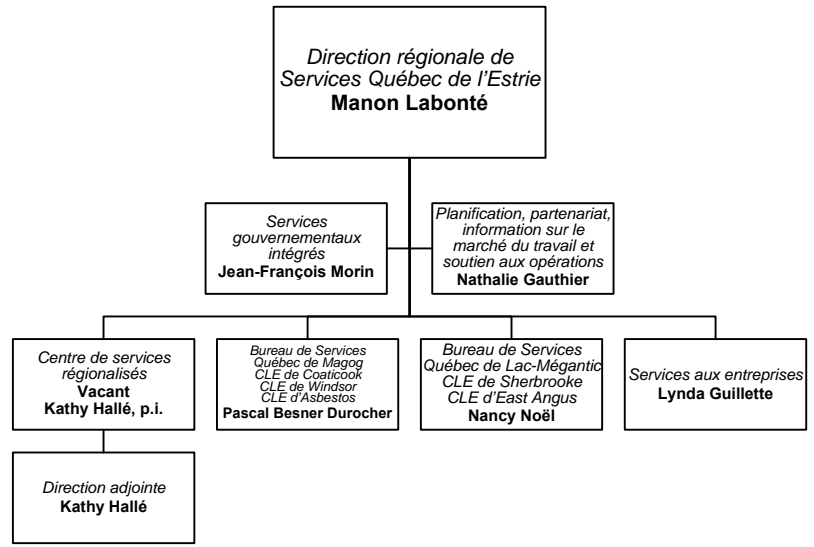 Direction régionale de
Services Québec de l'Estrie
Manon Labonté
Services
gouvernementaux
intégrés
Jean-François Morin
Planification, partenariat,
information sur le
marché du travail et
soutien aux opérations
Nathalie Gauthier
Centre de services
régionalisés
Vacant
Kathy Hallé, p.i.
Bureau de Services
Québec de Magog
CLE de Coaticook
CLE de Windsor
CLE d'Asbestos
Pascal Besner Durocher
Bureau de Services
Québec de Lac-Mégantic
CLE de Sherbrooke
CLE d'East Angus
Nancy Noël
Services aux entreprises
Lynda Guillette
Direction adjointe
Kathy Hallé